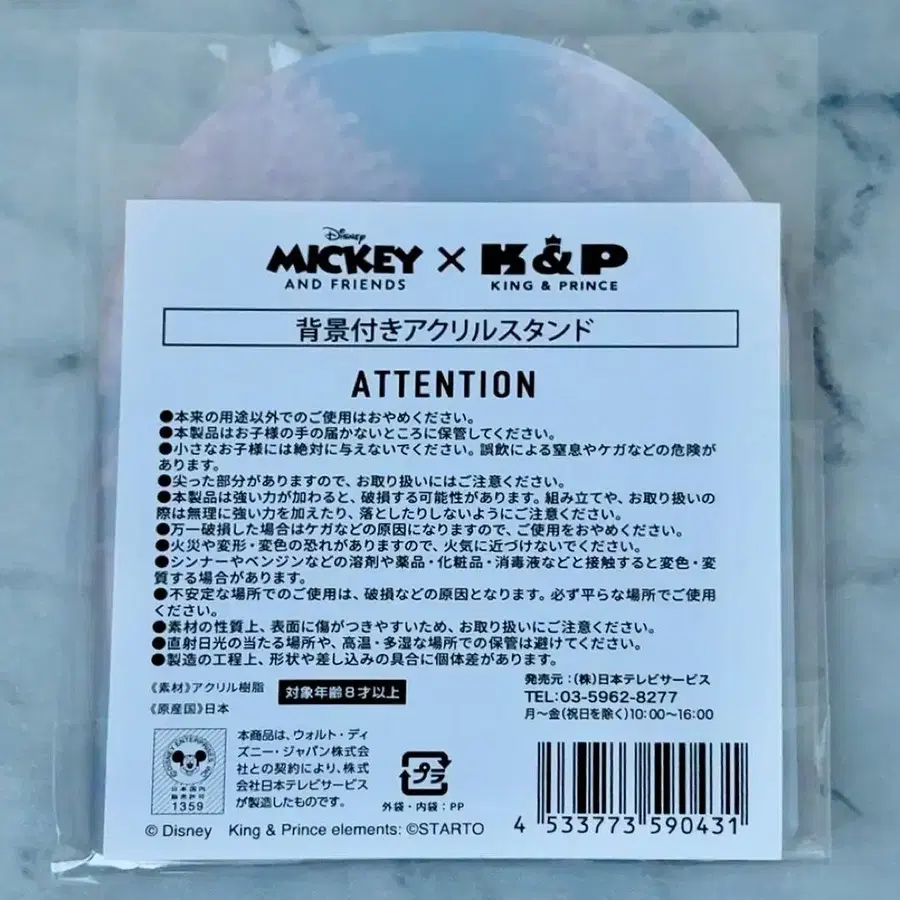 Disney
MICKEY × K&P
AND FRIENDS KING & PRINCE
背景付きアクリルスタンド
ATTENTION
●本来の用途以外でのご使用はおやめください。
●本製品はお子様の手の届かないところに保管してください。
●小さなお子様には絶対に与えないでください。誤飲による窒息やケガなどの危険が
あります。
●尖った部分がありますので、お取り扱いにはご注意ください。
●本製品は強い力が加わると、破損する可能性があります。組み立てや、お取り扱いの
際は無理に強い力を加えたり、落としたりしないようにご注意ください。
●万一破損した場合はケガなどの原因になりますので、ご使用をおやめください。
●火災や変形・変色の恐れがありますので、火気に近づけないでください。
●シンナーやベンジンなどの溶剤や薬品・化粧品・消毒液などと接触すると変色・変
質する場合があります。
●不安定な場所でのご使用は、破損などの原因となります。必ず平らな場所でご使用
ください。
●素材の性質上、表面に傷がつきやすいため、お取り扱いにご注意ください。
●直射日光の当たる場所や、高温・多湿な場所での保管は避けてください。
●製造の工程上、形状や差し込みの具合に個体差があります。
《素材》アクリル樹脂
《原産国》日本
対象年齢8才以上
発売元:(株)日本テレビサービス
TEL:03-5962-8277
月〜金(祝日を除く)10:00〜16:00
DISNEY ENTERPRISES, INC.
日本国内
販売許可
1359
本商品は、ウォルト・ディ
ズニー・ジャパン株式会
社との契約により、株式
会社日本テレビサービス
が製造したものです。
プラ
外袋・内袋:PP
4 533773 590431
© Disney King & Prince elements: ©STARTO